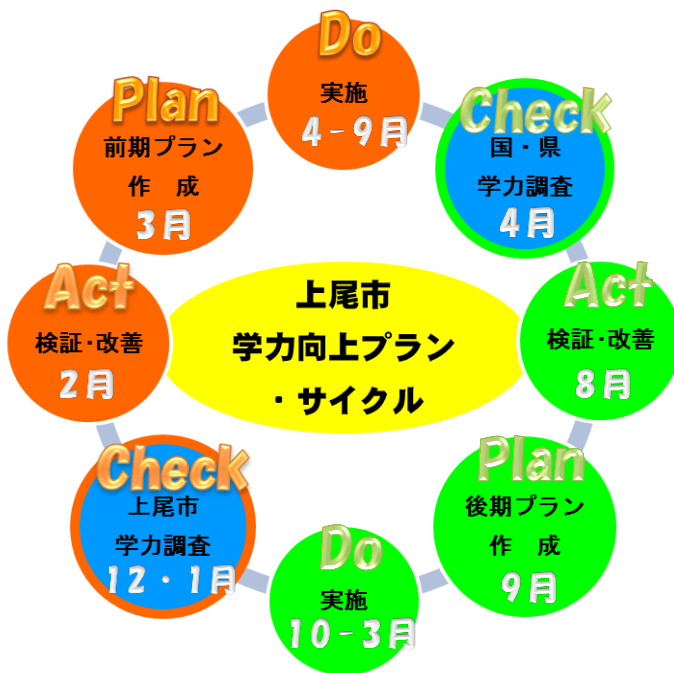 Do
実施
4-9月
Plan
前期プラン
作　成
3月
Check
国・県
学力調査
4月
Act
検証・改善
2月
上尾市
学力向上プラン
・サイクル
Act
検証・改善
8月
Check
上尾市
学力調査
12・1月
Plan
後期プラン
作　成
9月
Do
実施
10-3月